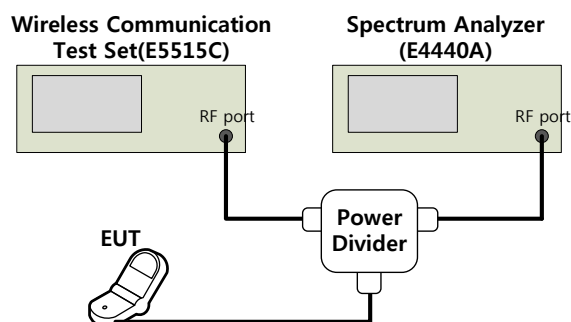 Wireless Communication
Test Set(E5515C)
Spectrum Analyzer
(E4440A)
RF port
RF port
Power
Divider
EUT